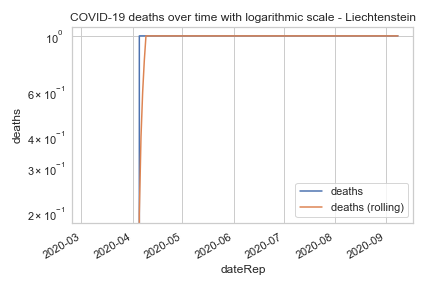 COVID-19 deaths over time with logarithmic scale - Liechtenstein
10⁰
6 × 10⁻¹
4 × 10⁻¹
3 × 10⁻¹
2 × 10⁻¹
deaths
deaths
deaths (rolling)
2020-03
2020-04
2020-05
2020-06
2020-07
2020-08
2020-09
dateRep